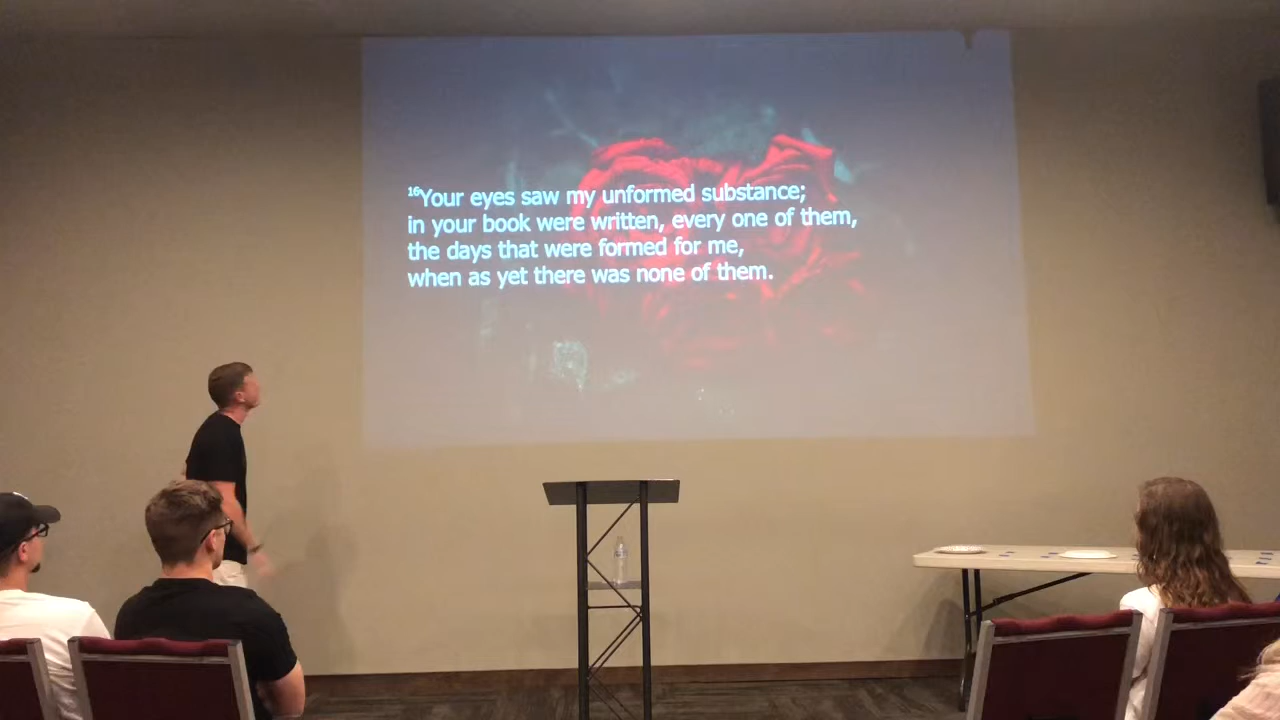 16Your eyes saw my unformed substance;
in your book were written, every one of them,
the days that were formed for me,
when as yet there was none of them.